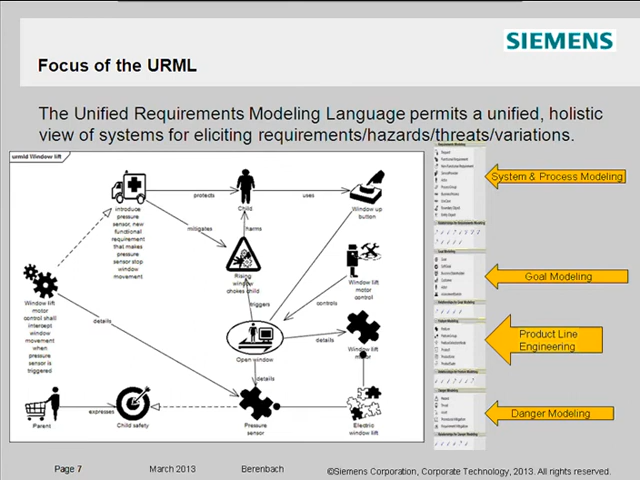 SIEMENS
Focus of the URML
The Unified Requirements Modeling Language permits a unified, holistic
view of systems for eliciting requirements/hazards/threats/variations.
urmld Window lift
protects
Child
uses
Window up
button
introduce
pressure
sensor, new
functional
requirement
that makes
pressure
sensor stop
window
movement
mitigates
harms
Rising
window
chokes child
Window lift
motor
control
triggers
controls
Window lift
motor
control shall
intercept
window
movement
when
pressure
sensor is
triggered
details
Open window
details
Window lift
motor
details
Parent
expresses
Child safety
Pressure
sensor
Electric
window lift
System & Process Modeling
Goal Modeling
Product Line
Engineering
Danger Modeling
Page 7
March 2013
Berenbach
©Siemens Corporation, Corporate Technology, 2013. All rights reserved.